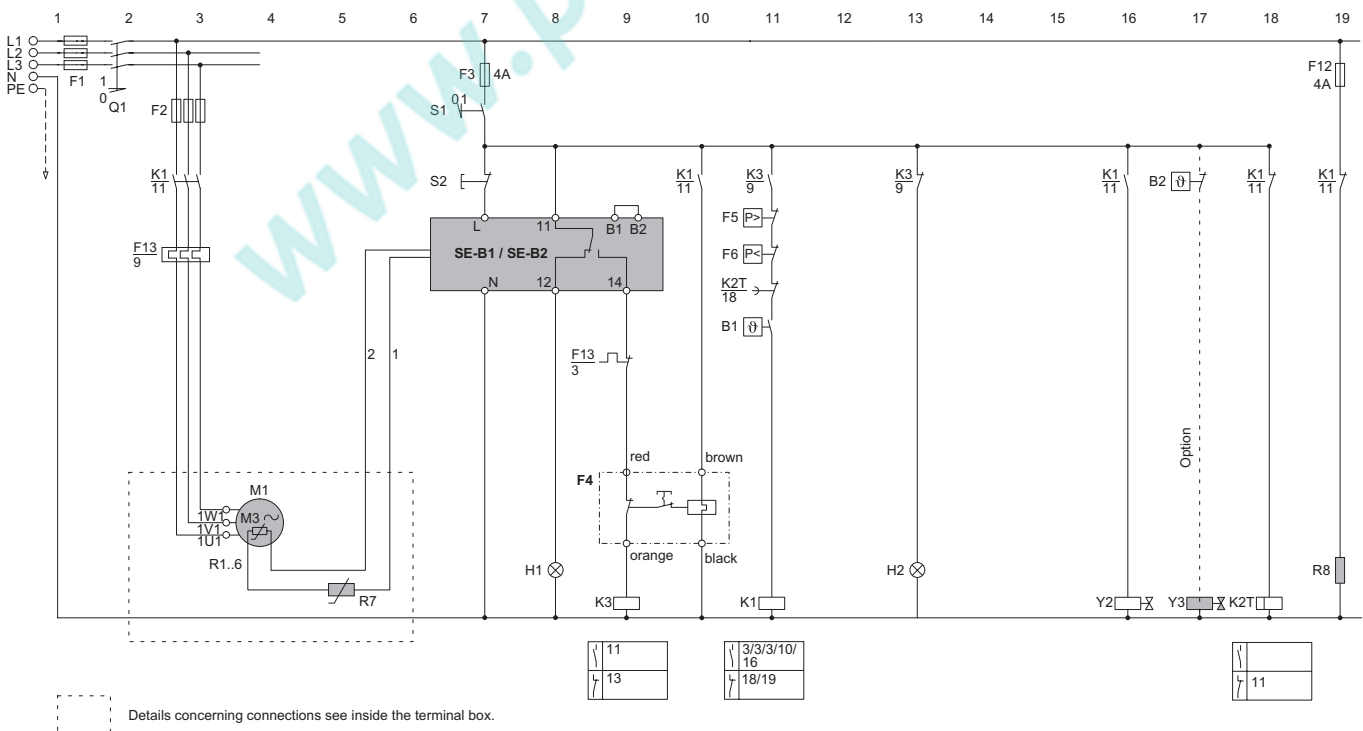 1 2 3 4 5 6 7 8 9 10 11 12 13 14 15 16 17 18 19
L1
L2
L3
N
PE
F1
1
0
Q1
F2
F3 4A
S1
0 1
F12
4A
K1
11
S2
K1
11
K3
9
K3
9
K1
11
B2 ϑ
K1
11
K1
11
F13
9
L
11
B1 B2
SE-B1 / SE-B2
N
12
14
F5 P>
F6 P<
K2T
18
B1 ϑ
2
1
F13
3
Option
red
brown
F4
orange
black
M1
M3
1W1
1V1
1U1
R1..6
R7
H1
K3
K1
H2
Y2
Y3
K2T
R8
11
13
3/3/3/10/
16
18/19
11
Details concerning connections see inside the terminal box.
www.p